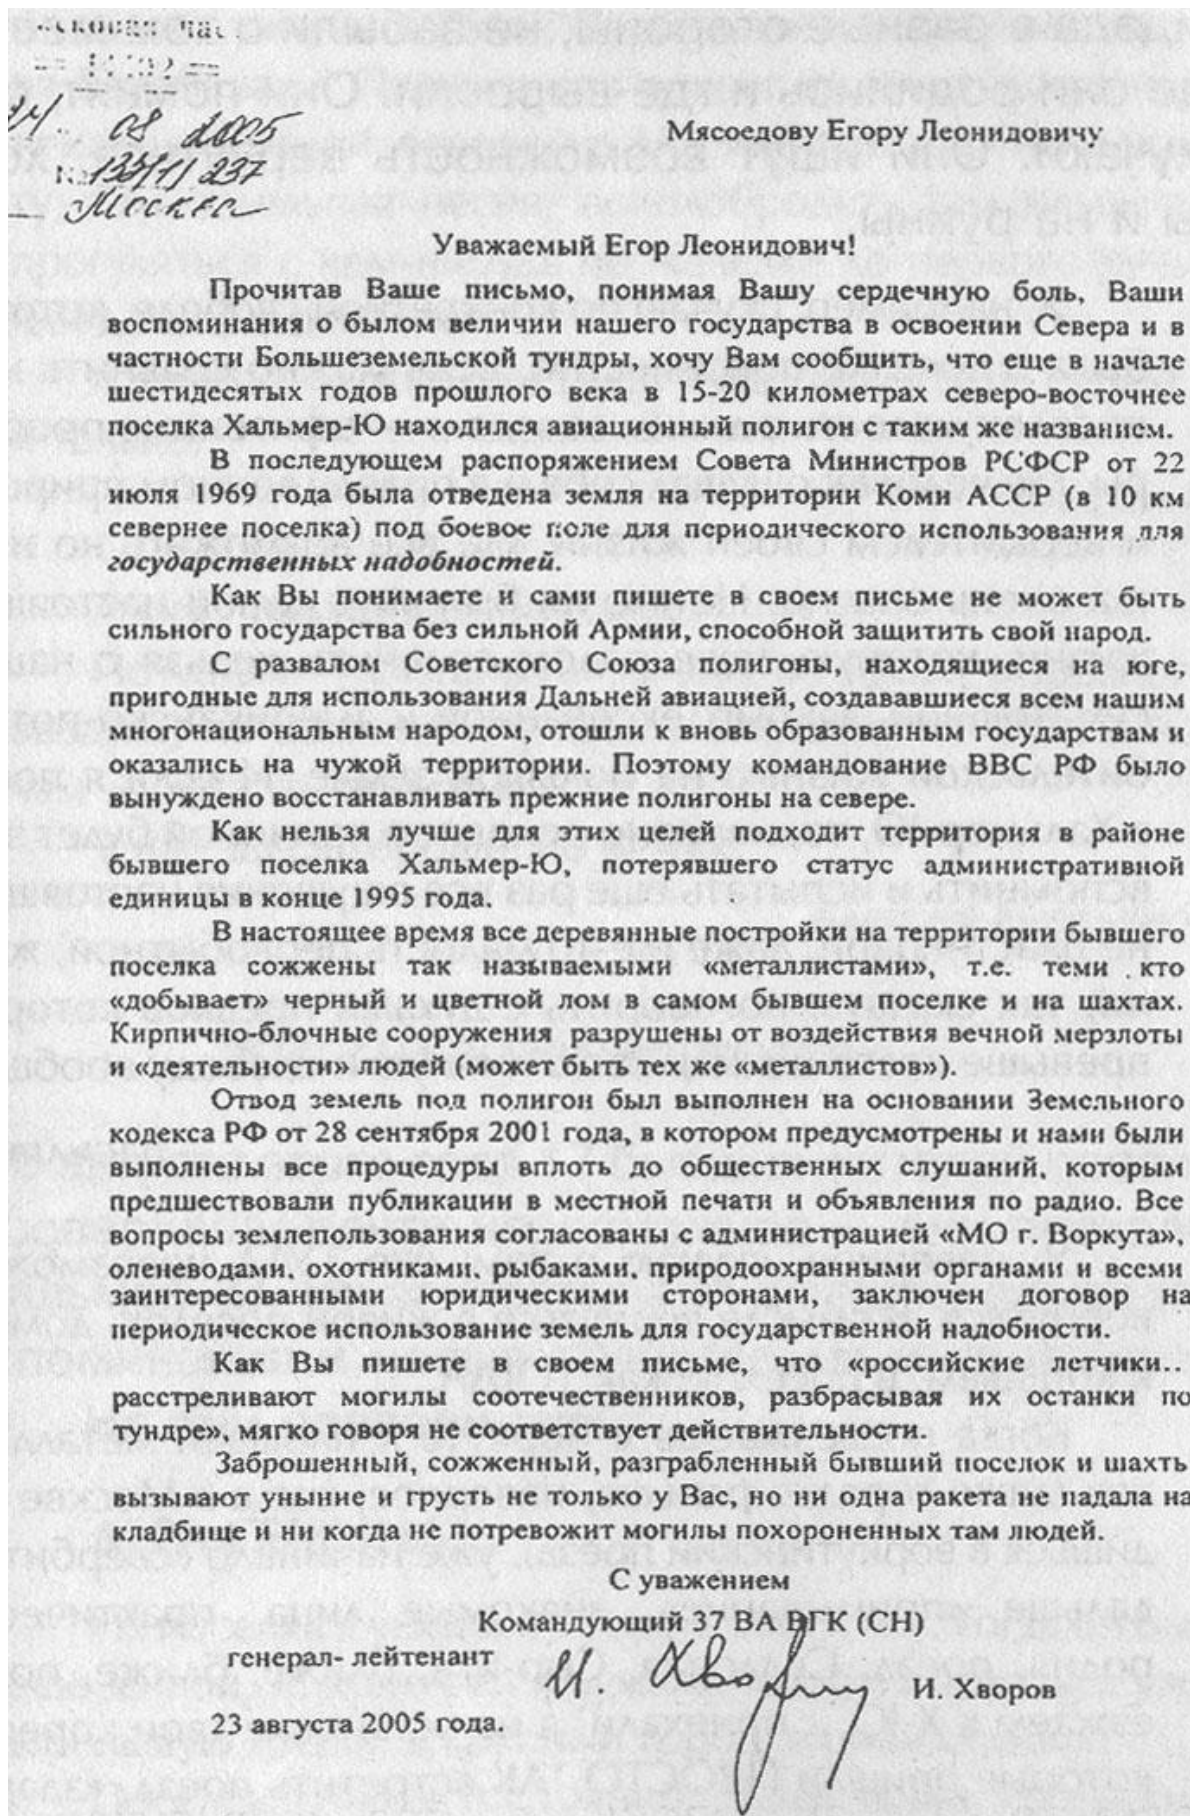 24 08 2005
№ 133/1/237
Москва
Мясоедову Егору Леонидовичу
Уважаемый Егор Леонидович!
Прочитав Ваше письмо, понимая Вашу сердечную боль, Ваши
воспоминания о былом величии нашего государства в освоении Севера и в
частности Большеземельской тундры, хочу Вам сообщить, что еще в начале
шестидесятых годов прошлого века в 15-20 километрах северо-восточнее
поселка Хальмер-Ю находился авиационный полигон с таким же названием.
В последующем распоряжением Совета Министров РСФСР от 22
июля 1969 года была отведена земля на территории Коми АССР (в 10 км
севернее поселка) под боевое поле для периодического использования для
государственных надобностей.
Как Вы понимаете и сами пишете в своем письме не может быть
сильного государства без сильной Армии, способной защитить свой народ.
С развалом Советского Союза полигоны, находящиеся на юге,
пригодные для использования Дальней авиацией, создававшиеся всем нашим
многонациональным народом, отошли к вновь образованным государствам и
оказались на чужой территории. Поэтому командование ВВС РФ было
вынуждено восстанавливать прежние полигоны на севере.
Как нельзя лучше для этих целей подходит территория в районе
бывшего поселка Хальмер-Ю, потерявшего статус административной
единицы в конце 1995 года.
В настоящее время все деревянные постройки на территории бывшего
поселка сожжены так называемыми «металлистами», т.е. теми кто
«добывает» черный и цветной лом в самом бывшем поселке и на шахтах.
Кирпично-блочные сооружения разрушены от воздействия вечной мерзлоты
и «деятельности» людей (может быть тех же «металлистов»).
Отвод земель под полигон был выполнен на основании Земельного
кодекса РФ от 28 сентября 2001 года, в котором предусмотрены и нами были
выполнены все процедуры вплоть до общественных слушаний, которым
предшествовали публикации в местной печати и объявления по радио. Все
вопросы землепользования согласованы с администрацией «МО г. Воркута»,
оленеводами, охотниками, рыбаками, природоохранными органами и всеми
заинтересованными юридическими сторонами, заключен договор на
периодическое использование земель для государственной надобности.
Как Вы пишете в своем письме, что «российские летчики..
расстреливают могилы соотечественников, разбрасывая их останки по
тундре», мягко говоря не соответствует действительности.
Заброшенный, сожженный, разграбленный бывший поселок и шахты
вызывают уныние и грусть не только у Вас, но ни одна ракета не падала на
кладбище и ни когда не потревожит могилы похороненных там людей.
С уважением
Командующий 37 ВА ВГК (СН)
генерал- лейтенант
И. Хворов
23 августа 2005 года.